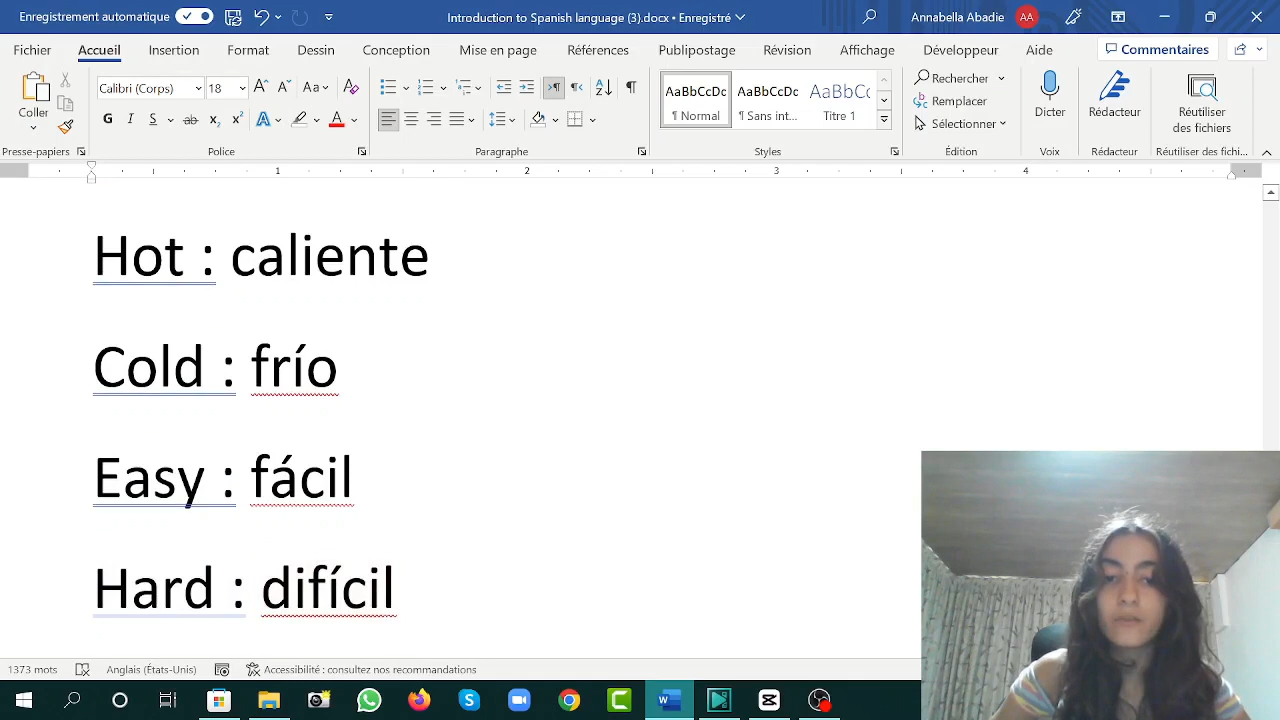 Enregistrement automatique
Introduction to Spanish language (3).docx • Enregistré
Annabella Abadie
AA
Fichier
Accueil
Insertion
Format
Dessin
Conception
Mise en page
Références
Publipostage
Révision
Affichage
Développeur
Aide
Commentaires
Coller
Calibri (Corps)
18
Presse-papiers
Police
Paragraphe
AaBbCcDc
¶ Normal
AaBbCcDc
¶ Sans int...
AaBbCc
Titre 1
Styles
Rechercher
Remplacer
Sélectionner
Édition
Dicter
Voix
Rédacteur
Rédacteur
Réutiliser
des fichiers
Réutiliser des fichi...
1
2
3
4
Hot : caliente
Cold : frío
Easy : fácil
Hard : difícil
1373 mots
Anglais (États-Unis)
Accessibilité : consultez nos recommandations